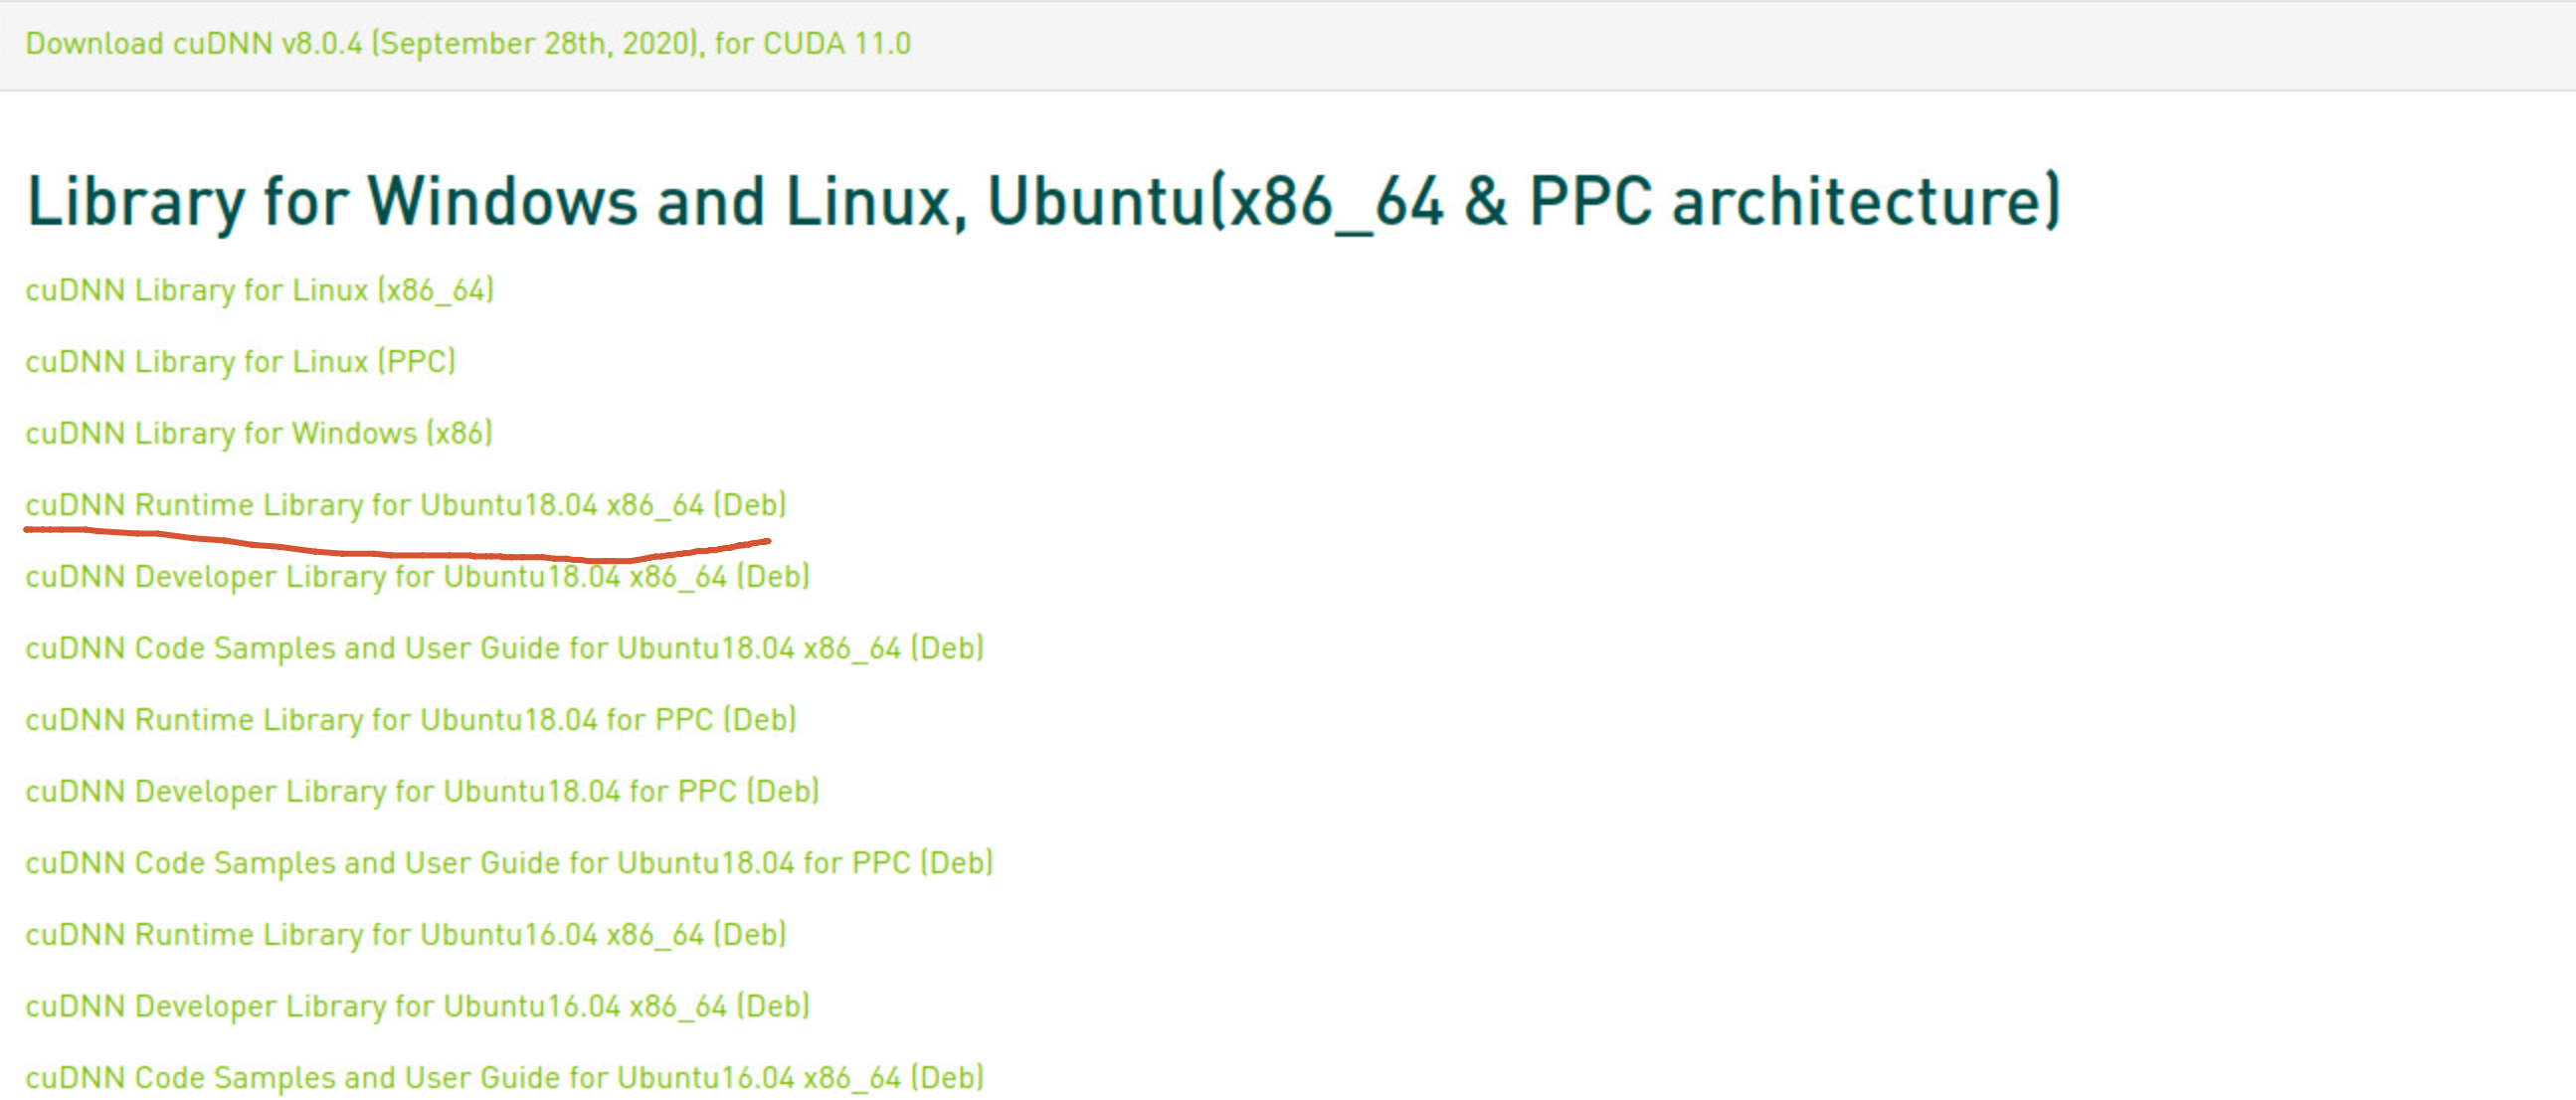 Download cuDNN v8.0.4 (September 28th, 2020), for CUDA 11.0
Library for Windows and Linux, Ubuntu(x86_64 & PPC architecture)
cuDNN Library for Linux (x86_64)
cuDNN Library for Linux (PPC)
cuDNN Library for Windows (x86)
cuDNN Runtime Library for Ubuntu18.04 x86_64 (Deb)
cuDNN Developer Library for Ubuntu18.04 x86_64 (Deb)
cuDNN Code Samples and User Guide for Ubuntu18.04 x86_64 (Deb)
cuDNN Runtime Library for Ubuntu18.04 for PPC (Deb)
cuDNN Developer Library for Ubuntu18.04 for PPC (Deb)
cuDNN Code Samples and User Guide for Ubuntu18.04 for PPC (Deb)
cuDNN Runtime Library for Ubuntu16.04 x86_64 (Deb)
cuDNN Developer Library for Ubuntu16.04 x86_64 (Deb)
cuDNN Code Samples and User Guide for Ubuntu16.04 x86_64 (Deb)